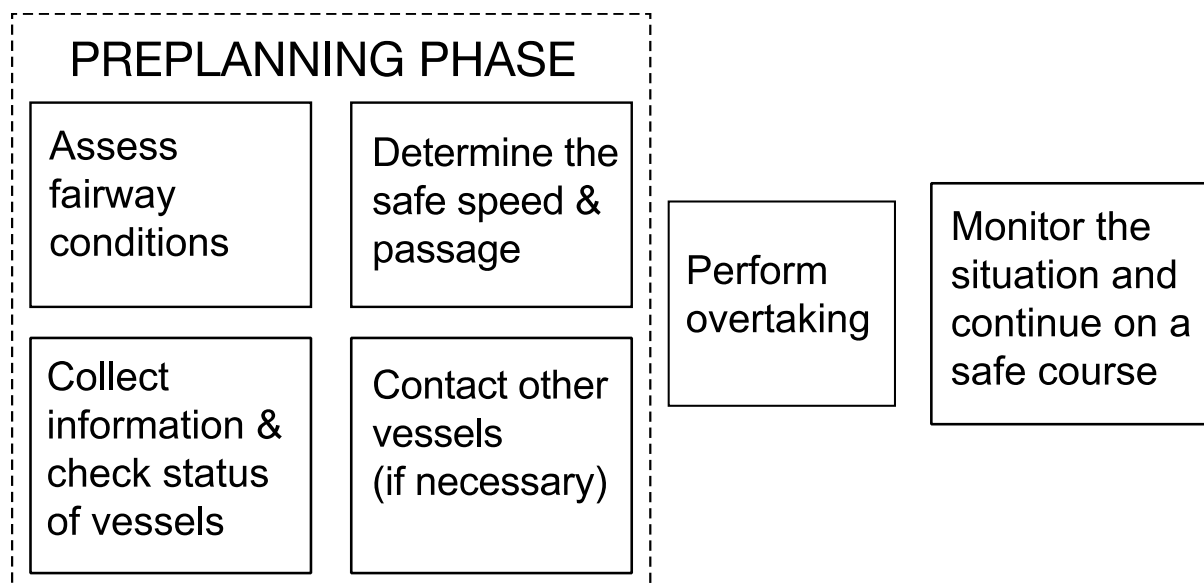 PREPLANNING PHASE
Assess
fairway
conditions
Determine the
safe speed &
passage
Collect
information &
check status
of vessels
Contact other
vessels
(if necessary)
Perform
overtaking
Monitor the
situation and
continue on a
safe course